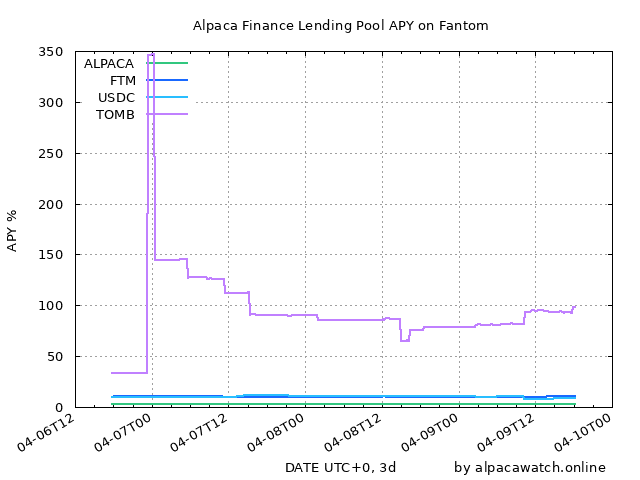 Alpaca Finance Lending Pool APY on Fantom
350
300
250
200
150
100
50
0
APY %
ALPACA
FTM
USDC
TOMB
04-06T12
04-07T00
04-07T12
04-08T00
04-08T12
04-09T00
04-09T12
04-10T00
DATE UTC+0, 3d
by alpacawatch.online